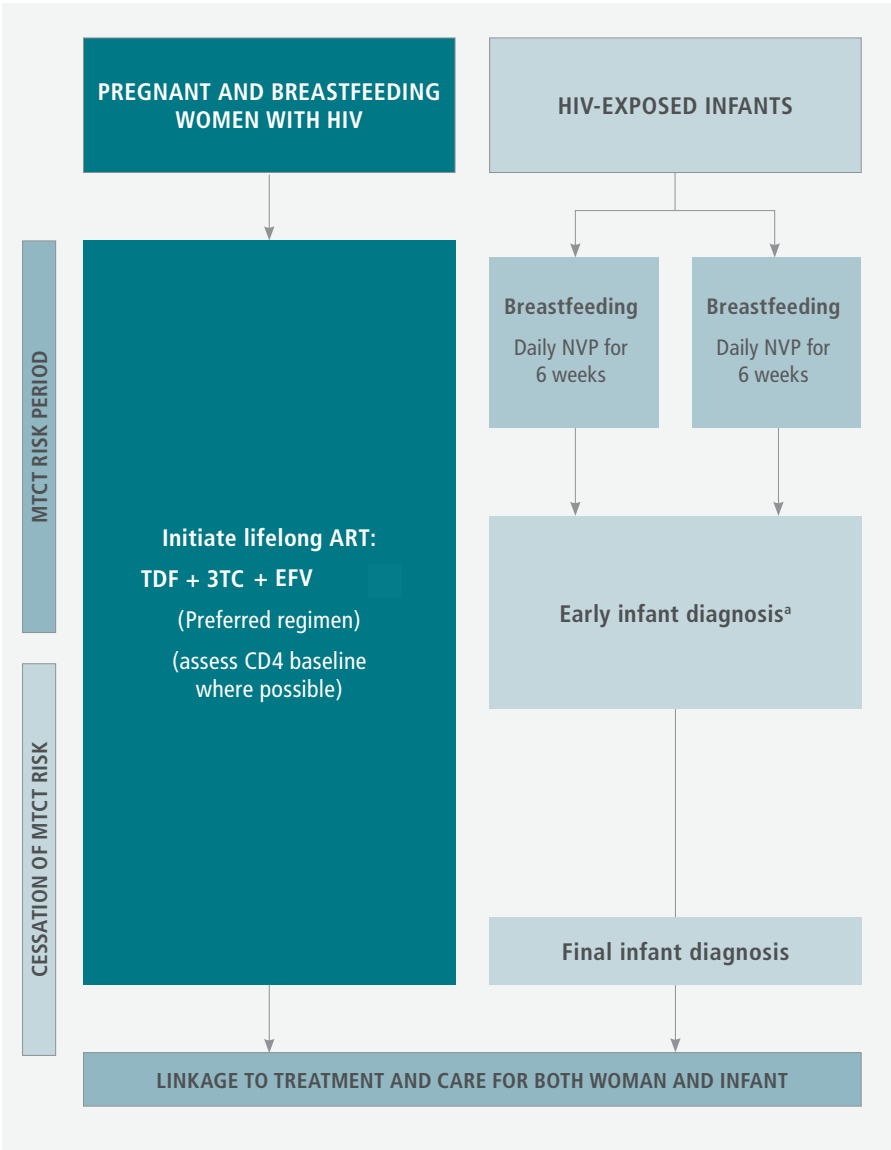 PREGNANT AND BREASTFEEDING
WOMEN WITH HIV
HIV-EXPOSED INFANTS
MTCT RISK PERIOD
CESSATION OF MTCT RISK
Initiate lifelong ART:
TDF + 3TC + EFV
(Preferred regimen)
(assess CD4 baseline
where possible)
Breastfeeding
Daily NVP for
6 weeks
Breastfeeding
Daily NVP for
6 weeks
Early infant diagnosisᵃ
Final infant diagnosis
LINKAGE TO TREATMENT AND CARE FOR BOTH WOMAN AND INFANT